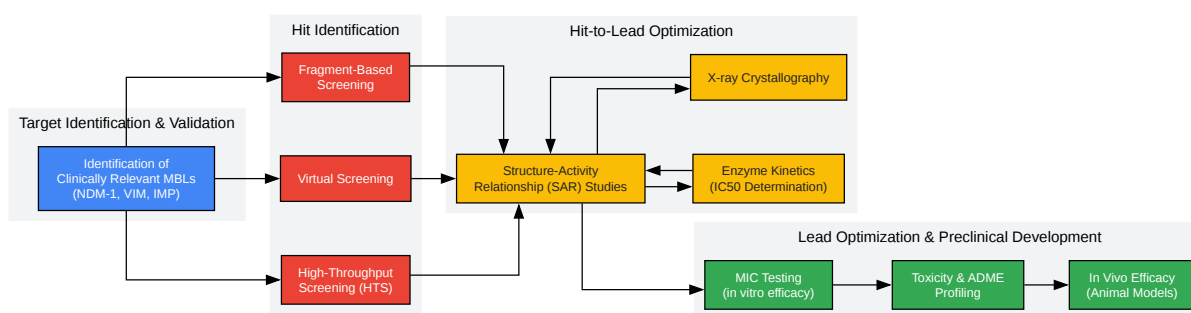 Target Identification & Validation
Identification of
Clinically Relevant MBLs
(NDM-1, VIM, IMP)
Hit Identification
Fragment-Based
Screening
Virtual Screening
High-Throughput
Screening (HTS)
Hit-to-Lead Optimization
X-ray Crystallography
Structure-Activity
Relationship (SAR) Studies
Enzyme Kinetics
(IC50 Determination)
Lead Optimization & Preclinical Development
MIC Testing
(in vitro efficacy)
Toxicity & ADME
Profiling
In Vivo Efficacy
(Animal Models)